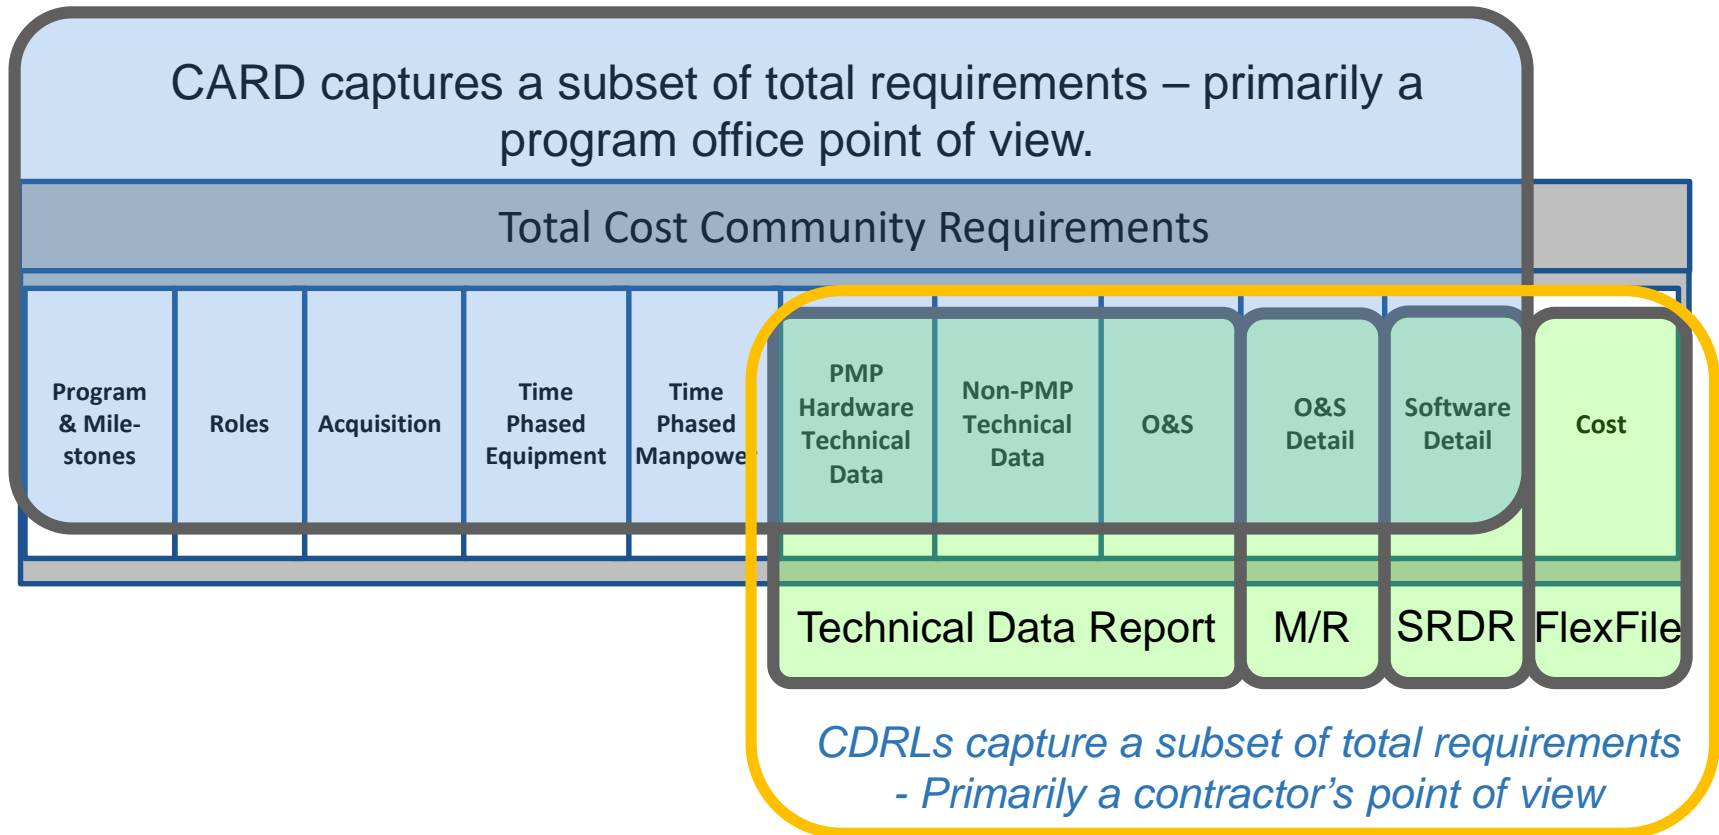 CARD captures a subset of total requirements – primarily a
program office point of view.
Total Cost Community Requirements
Program
& Mile-
stones
Roles
Acquisition
Time
Phased
Equipment
Time
Phased
Manpower
PMP
Hardware
Technical
Data
Non-PMP
Technical
Data
O&S
O&S
Detail
Software
Detail
Cost
Technical Data Report
M/R
SRDR
FlexFile
CDRLs capture a subset of total requirements
- Primarily a contractor's point of view